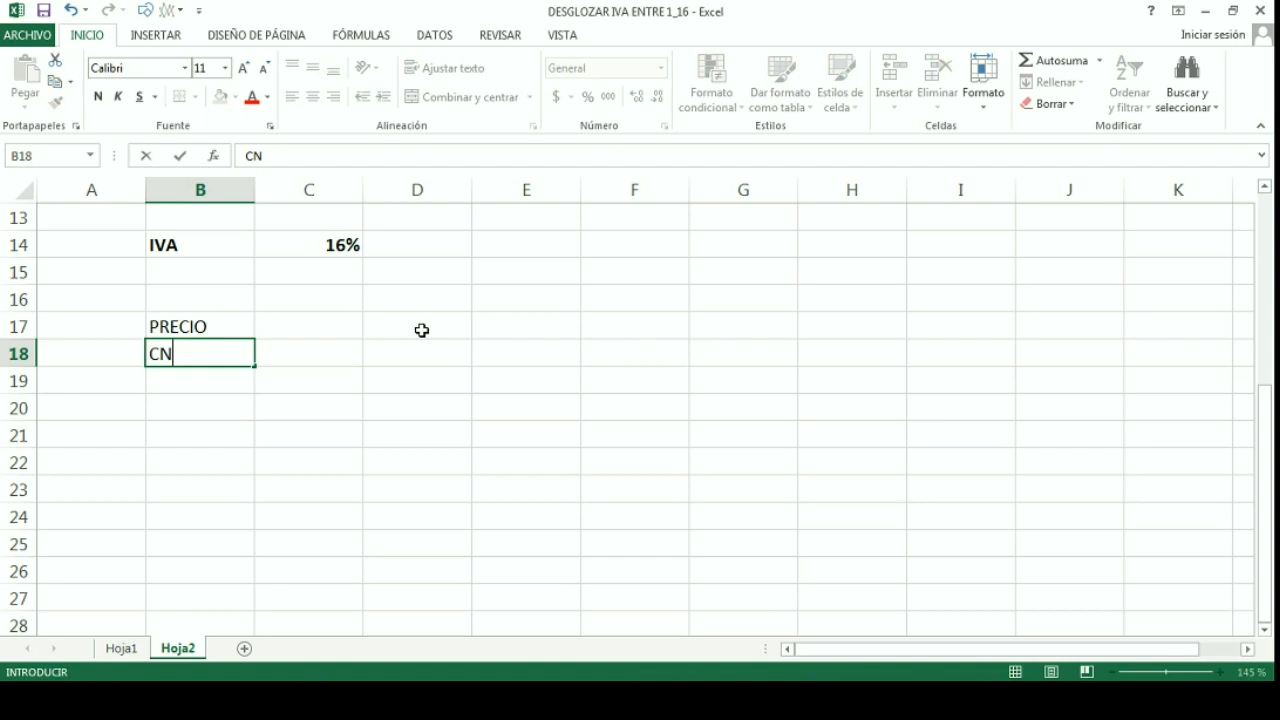 DESGLOZAR IVA ENTRE 1_16 - Excel
?
ARCHIVO INICIO INSERTAR DISEÑO DE PÁGINA FÓRMULAS DATOS REVISAR VISTA Iniciar sesión
Pegar
Calibri 11
N K S
Ajustar texto
Combinar y centrar
General
$ % 000
Formato condicional
Dar formato como tabla
Estilos de celda
Insertar Eliminar Formato
Autosuma
Rellenar
Borrar
Ordenar y filtrar
Buscar y seleccionar
Portapapeles Fuente Alineación Número Estilos Celdas Modificar
B18 fx CN
A B C D E F G H I J K
13
14 IVA 16%
15
16
17 PRECIO
18 CN
19
20
21
22
23
24
25
26
27
28
Hoja1 Hoja2
INTRODUCIR 145 %